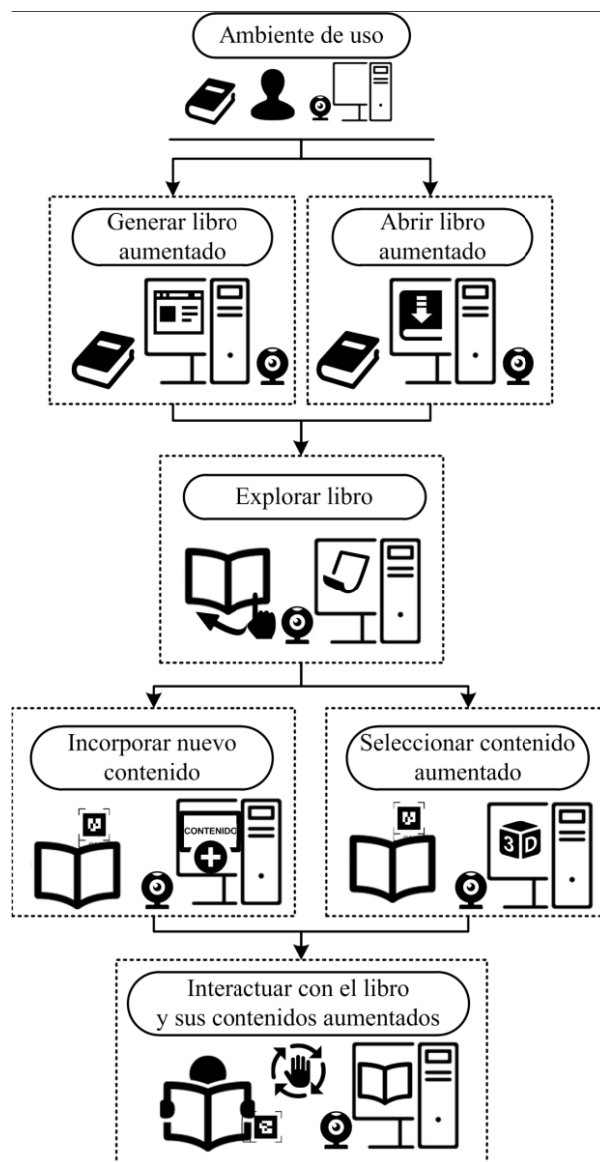 Ambiente de uso
Generar libro
aumentado
Abrir libro
aumentado
Explorar libro
Incorporar nuevo
contenido
CONTENIDO
Seleccionar contenido
aumentado
3D
Interactuar con el libro
y sus contenidos aumentados